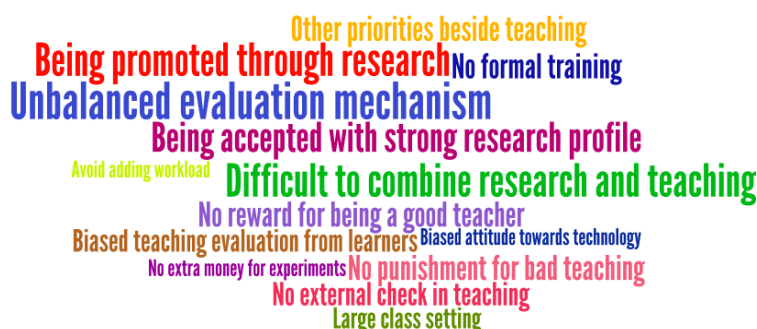 Other priorities beside teaching
Being promoted through research
No formal training
Unbalanced evaluation mechanism
Being accepted with strong research profile
Avoid adding workload
Difficult to combine research and teaching
No reward for being a good teacher
Biased teaching evaluation from learners
Biased attitude towards technology
No extra money for experiments
No punishment for bad teaching
No external check in teaching
Large class setting